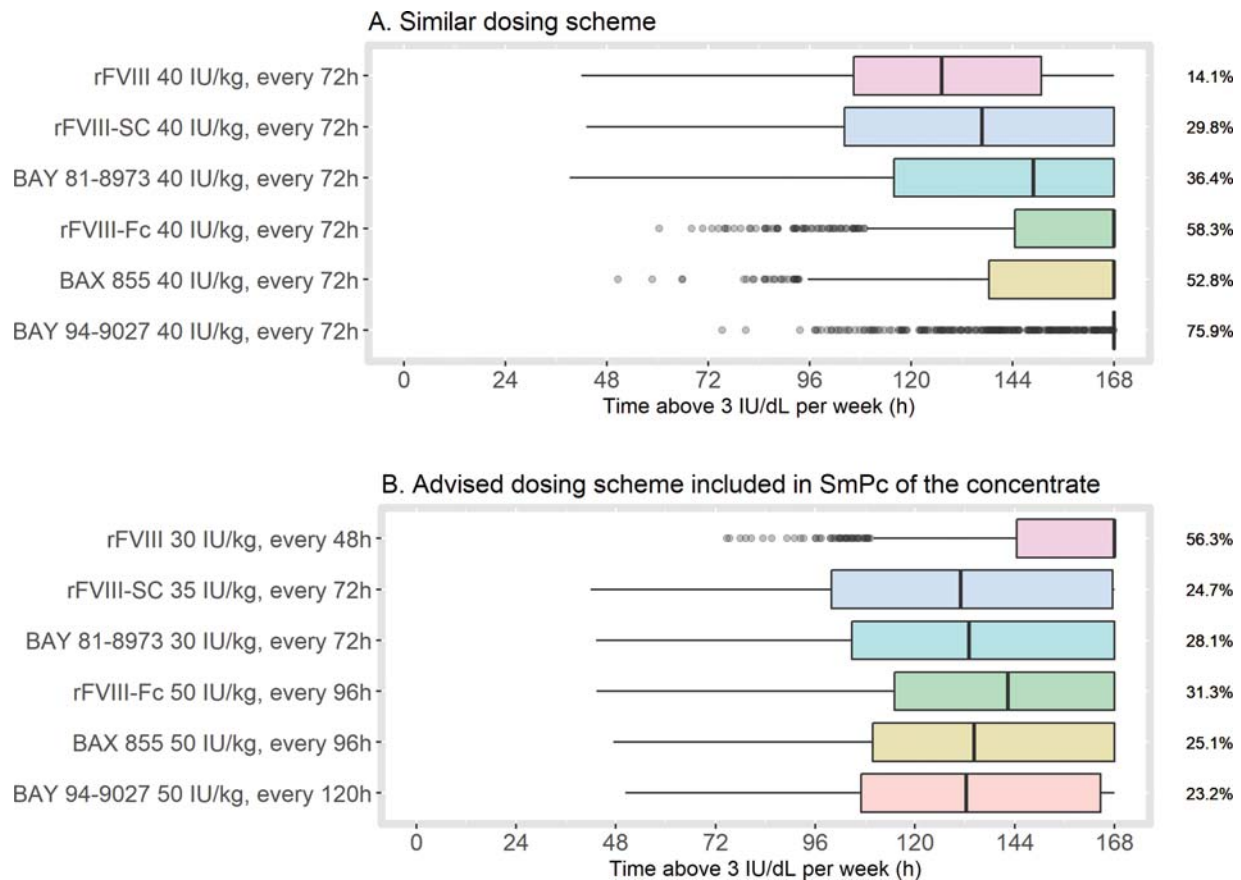 A. Similar dosing scheme
rFVIII 40 IU/kg, every 72h 14.1%
rFVIII-SC 40 IU/kg, every 72h 29.8%
BAY 81-8973 40 IU/kg, every 72h 36.4%
rFVIII-Fc 40 IU/kg, every 72h 58.3%
BAX 855 40 IU/kg, every 72h 52.8%
BAY 94-9027 40 IU/kg, every 72h 75.9%
0 24 48 72 96 120 144 168
Time above 3 IU/dL per week (h)
B. Advised dosing scheme included in SmPc of the concentrate
rFVIII 30 IU/kg, every 48h 56.3%
rFVIII-SC 35 IU/kg, every 72h 24.7%
BAY 81-8973 30 IU/kg, every 72h 28.1%
rFVIII-Fc 50 IU/kg, every 96h 31.3%
BAX 855 50 IU/kg, every 96h 25.1%
BAY 94-9027 50 IU/kg, every 120h 23.2%
0 24 48 72 96 120 144 168
Time above 3 IU/dL per week (h)